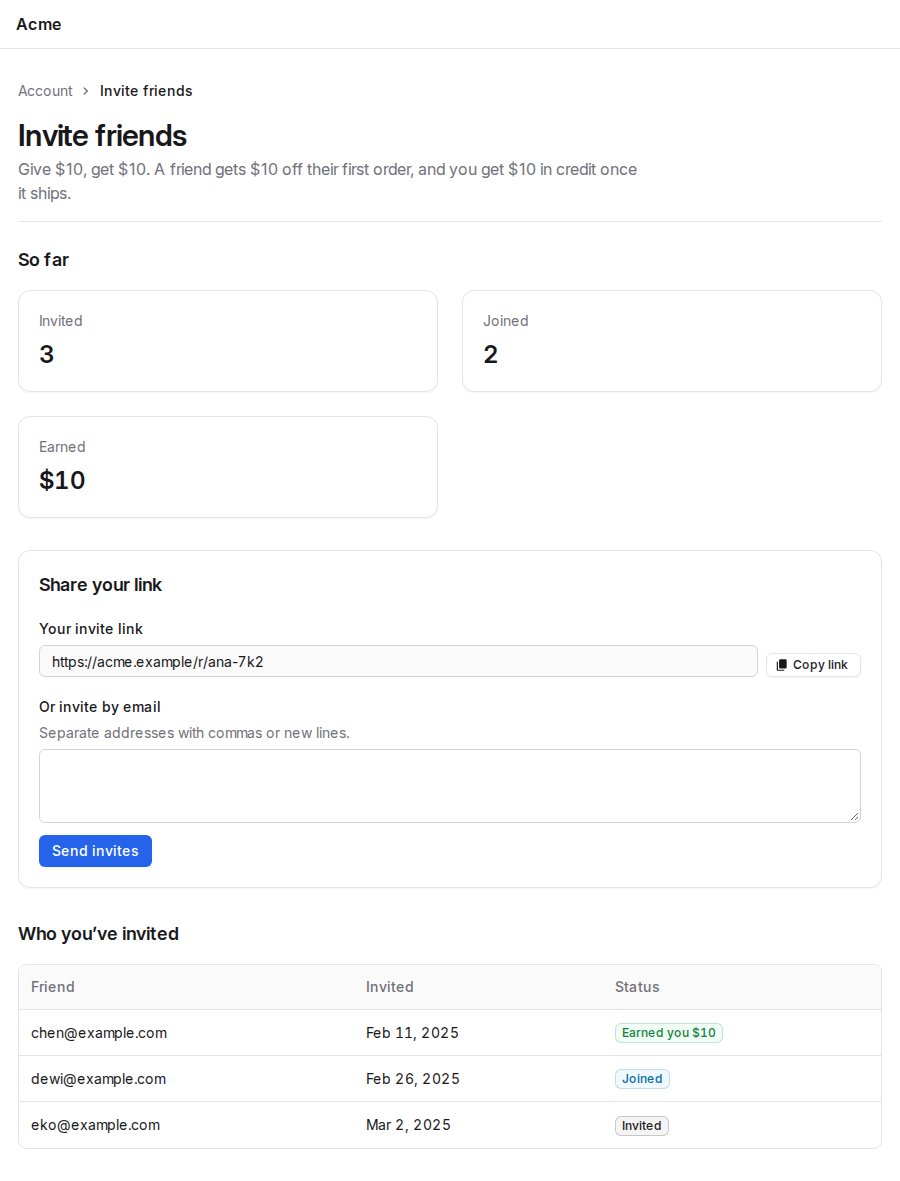 Acme
Account > Invite friends
Invite friends
Give $10, get $10. A friend gets $10 off their first order, and you get $10 in credit once
it ships.
So far
Invited
3
Joined
2
Earned
$10
Share your link
Your invite link
https://acme.example/r/ana-7k2
Copy link
Or invite by email
Separate addresses with commas or new lines.
Send invites
Who you’ve invited
Friend Invited Status
chen@example.com Feb 11, 2025 Earned you $10
dewi@example.com Feb 26, 2025 Joined
eko@example.com Mar 2, 2025 Invited